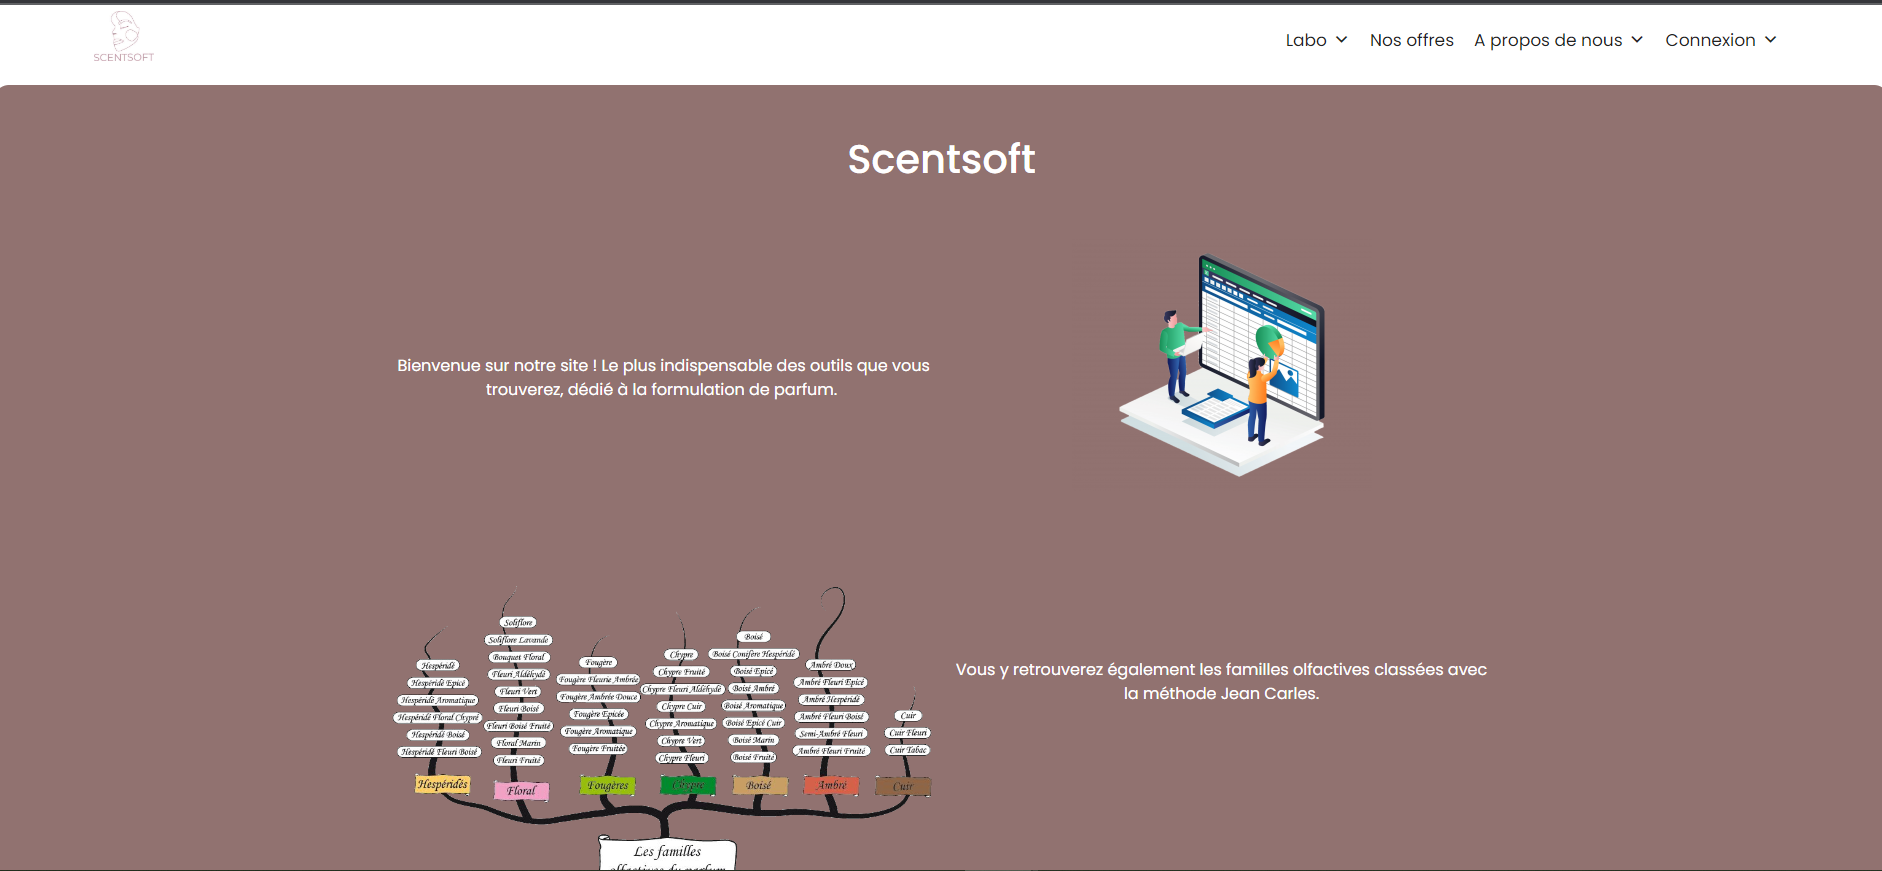 SCENTSOFT
Labo
Nos offres
A propos de nous
Connexion
Scentsoft
Bienvenue sur notre site ! Le plus indispensable des outils que vous
trouverez, dédié à la formulation de parfum.
Hespéridé
Hespéridé Epicé
Hespéridé Aromatique
Hespéridé Floral Chypré
Hespéridé Boisé
Hespéridé Fleuri Boisé
Hespéridés
Soliflore
Soliflore Lavande
Bouquet Floral
Fleuri Aldéhydé
Fleuri Vert
Fleuri Boisé
Fleuri Boisé Fruité
Floral Marin
Fleuri Fruité
Floral
Fougère
Fougère Fleurie Ambrée
Fougère Ambrée Douce
Fougère Epicée
Fougère Aromatique
Fougère Fruitée
Fougères
Chypre
Chypre Fruité
Chypre Fleuri Aldéhydé
Chypre Cuir
Chypre Aromatique
Chypre Vert
Chypre Fleuri
Chypre
Boisé
Boisé Conifère Hespéridé
Boisé Epicé
Boisé Ambré
Boisé Aromatique
Boisé Epicé Cuir
Boisé Marin
Boisé Fruité
Boisé
Ambré Doux
Ambré Fleuri Epicé
Ambré Hespéridé
Ambré Fleuri Boisé
Semi-Ambré Fleuri
Ambré Fleuri Fruité
Ambré
Cuir
Cuir Fleuri
Cuir Tabac
Cuir
Les familles
olfactives du parfum
Vous y retrouverez également les familles olfactives classées avec
la méthode Jean Carles.